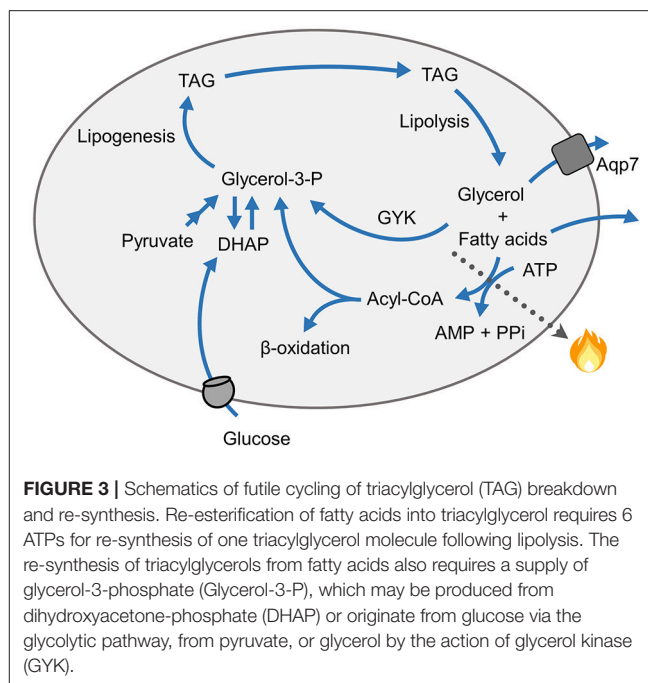 TAG
TAG
Lipogenesis
Lipolysis
Aqp7
Glycerol-3-P
Glycerol
+
Fatty acids
GYK
Pyruvate
DHAP
ATP
Acyl-CoA
AMP + PPi
β-oxidation
Glucose
FIGURE 3 | Schematics of futile cycling of triacylglycerol (TAG) breakdown
and re-synthesis. Re-esterification of fatty acids into triacylglycerol requires 6
ATPs for re-synthesis of one triacylglycerol molecule following lipolysis. The
re-synthesis of triacylglycerols from fatty acids also requires a supply of
glycerol-3-phosphate (Glycerol-3-P), which may be produced from
dihydroxyacetone-phosphate (DHAP) or originate from glucose via the
glycolytic pathway, from pyruvate, or glycerol by the action of glycerol kinase
(GYK).